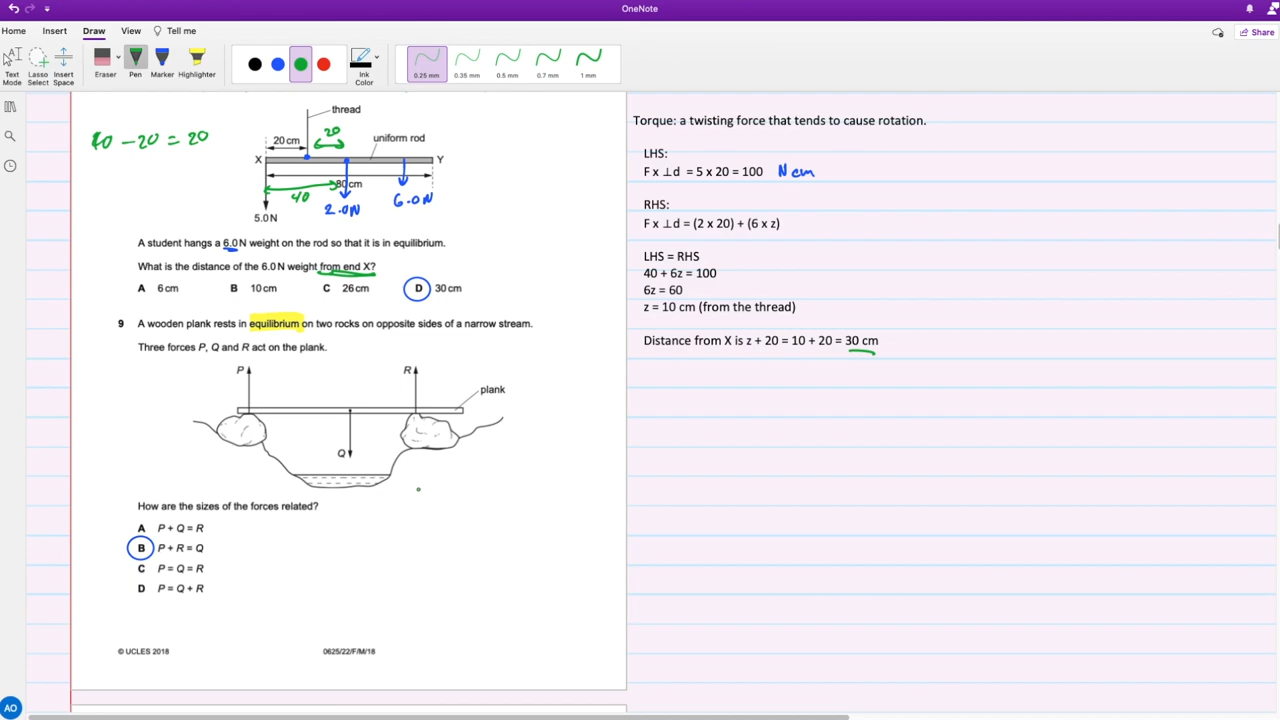 OneNote
Home Insert Draw View Tell me
Share
Text Mode
Lasso Select
Insert Space
Eraser
Pen
Marker
Highlighter
Ink Color
0.25 mm 0.35 mm 0.5 mm 0.7 mm 1 mm
40 - 20 = 20
thread
20
20 cm
uniform rod
X
Y
80 cm
40
2.0N
6.0N
5.0 N
A student hangs a 6.0 N weight on the rod so that it is in equilibrium.
What is the distance of the 6.0 N weight from end X?
A 6 cm B 10 cm C 26 cm D 30 cm
9 A wooden plank rests in equilibrium on two rocks on opposite sides of a narrow stream.
Three forces P, Q and R act on the plank.
P
R
plank
Q
How are the sizes of the forces related?
A P + Q = R
B P + R = Q
C P = Q = R
D P = Q + R
© UCLES 2018 0625/22/F/M/18
AO
Torque: a twisting force that tends to cause rotation.
LHS:
F x ⊥d = 5 x 20 = 100 N cm
RHS:
F x ⊥d = (2 x 20) + (6 x z)
LHS = RHS
40 + 6z = 100
6z = 60
z = 10 cm (from the thread)
Distance from X is z + 20 = 10 + 20 = 30 cm